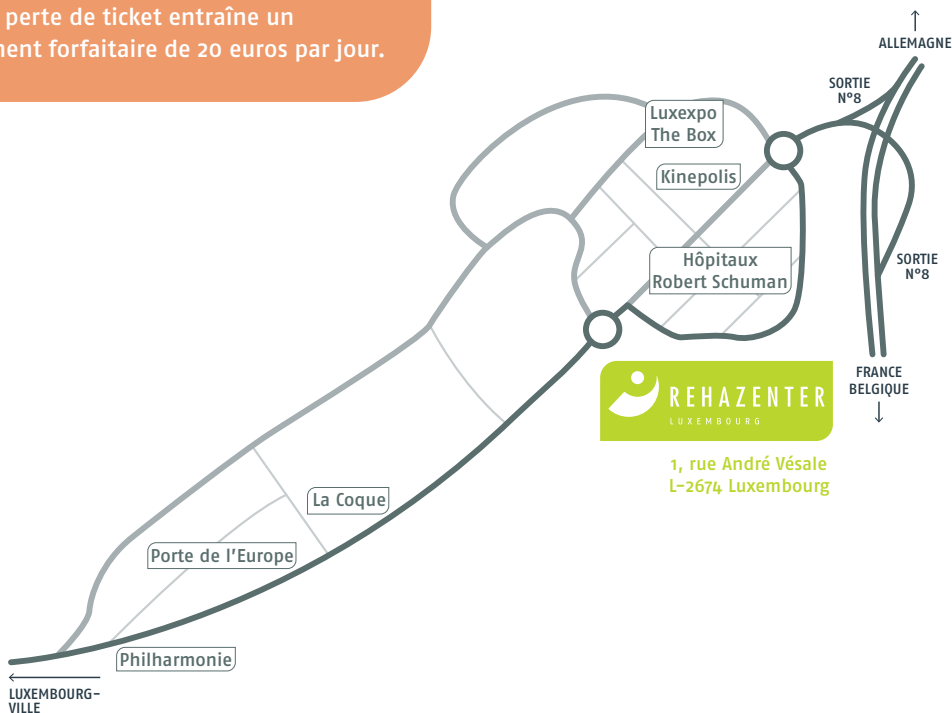 perte de ticket entraîne un
ment forfaitaire de 20 euros par jour.
ALLEMAGNE
SORTIE
N°8
Luxexpo
The Box
Kinepolis
Hôpitaux
Robert Schuman
SORTIE
N°8
FRANCE
BELGIQUE
REHAZENTER
LUXEMBOURG
1, rue André Vésale
L-2674 Luxembourg
La Coque
Porte de l'Europe
Philharmonie
LUXEMBOURG-
VILLE